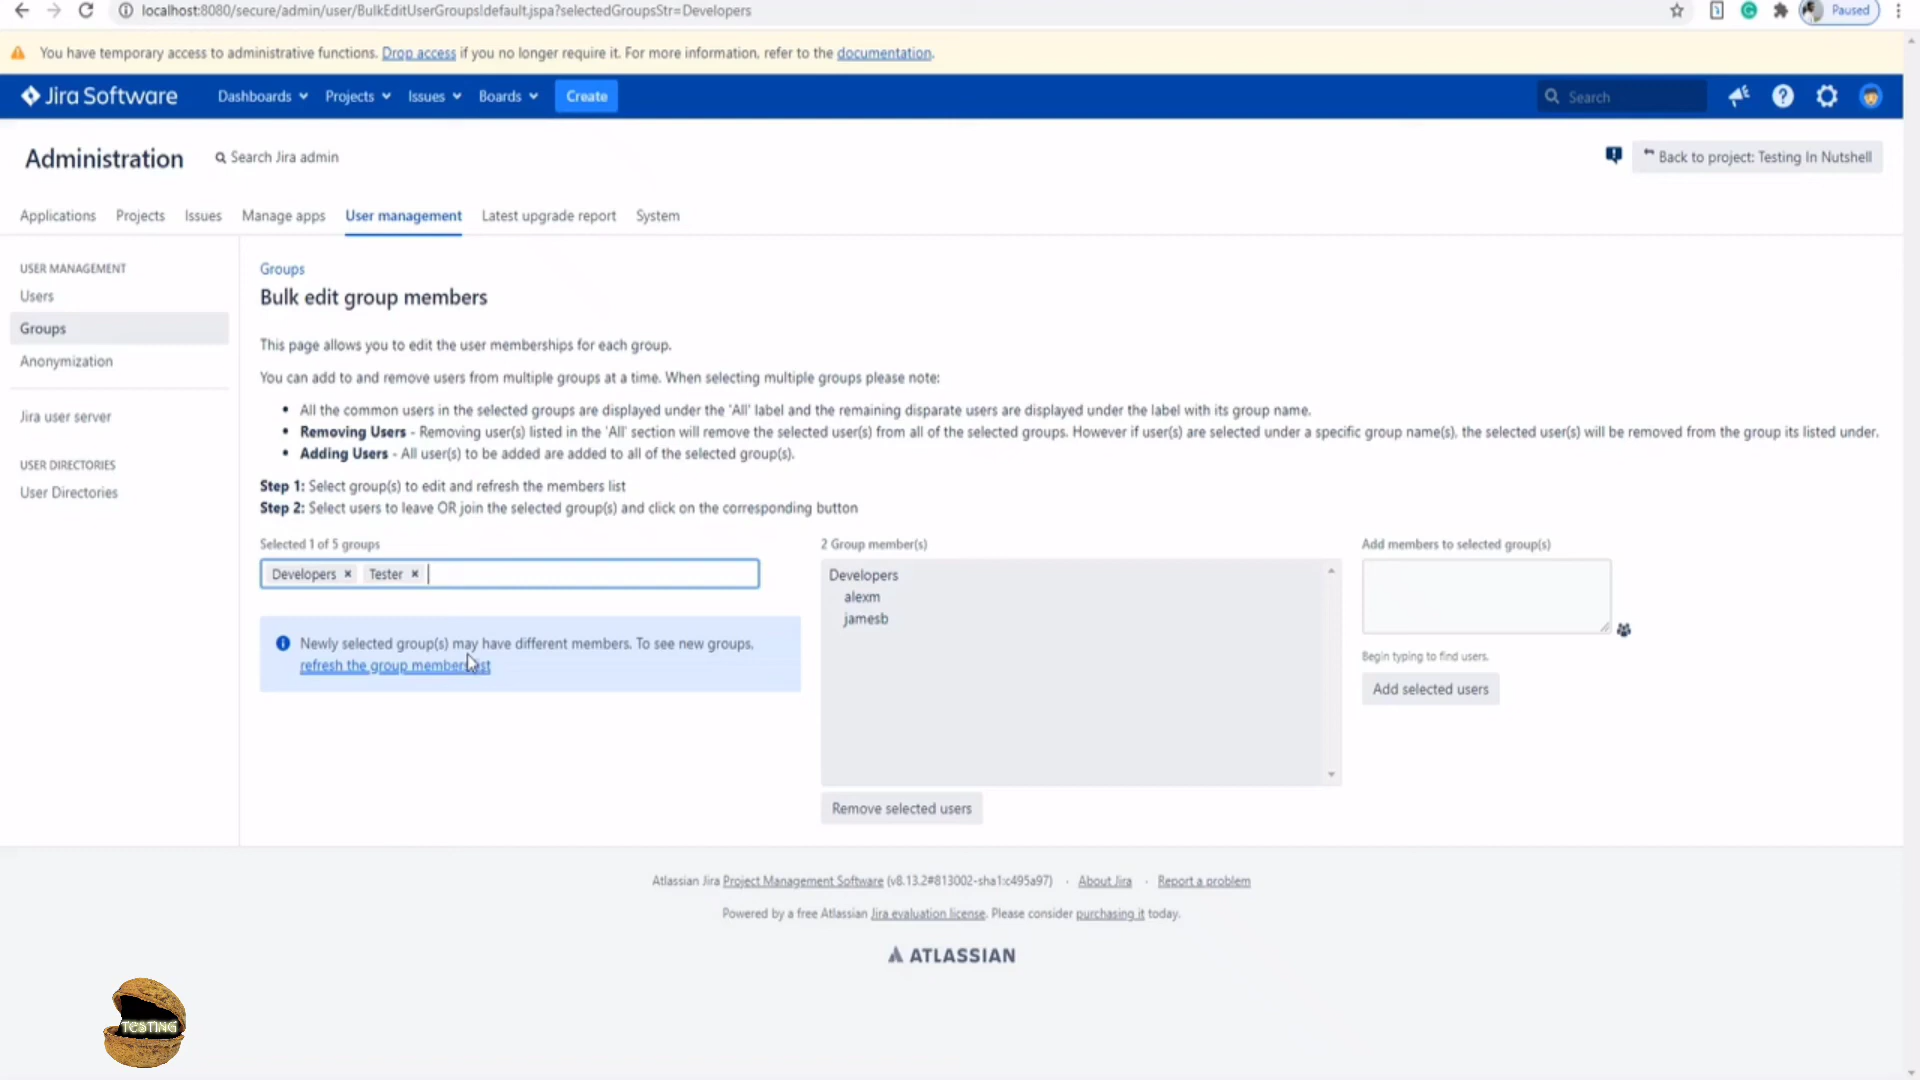 localhost:8080/secure/admin/user/BulkEditUserGroups!default.jspa?selectedGroupsStr=Developers
Paused
You have temporary access to administrative functions. Drop access if you no longer require it. For more information, refer to the documentation.
Jira Software Dashboards Projects Issues Boards Create Search
Administration Search Jira admin Back to project: Testing In Nutshell
Applications Projects Issues Manage apps User management Latest upgrade report System
USER MANAGEMENT
Users
Groups
Anonymization
Jira user server
USER DIRECTORIES
User Directories
Groups
Bulk edit group members
This page allows you to edit the user memberships for each group.
You can add to and remove users from multiple groups at a time. When selecting multiple groups please note:
• All the common users in the selected groups are displayed under the 'All' label and the remaining disparate users are displayed under the label with its group name.
• Removing Users - Removing user(s) listed in the 'All' section will remove the selected user(s) from all of the selected groups. However if user(s) are selected under a specific group name(s), the selected user(s) will be removed from the group its listed under.
• Adding Users - All user(s) to be added are added to all of the selected group(s).
Step 1: Select group(s) to edit and refresh the members list
Step 2: Select users to leave OR join the selected group(s) and click on the corresponding button
Selected 1 of 5 groups
Developers × Tester ×
Newly selected group(s) may have different members. To see new groups,
refresh the group members list
2 Group member(s)
Developers
alexm
jamesb
Remove selected users
Add members to selected group(s)
Begin typing to find users.
Add selected users
Atlassian Jira Project Management Software (v8.13.2#813002-sha1:c495a97) · About Jira · Report a problem
Powered by a free Atlassian Jira evaluation license. Please consider purchasing it today.
ATLASSIAN
TESTING